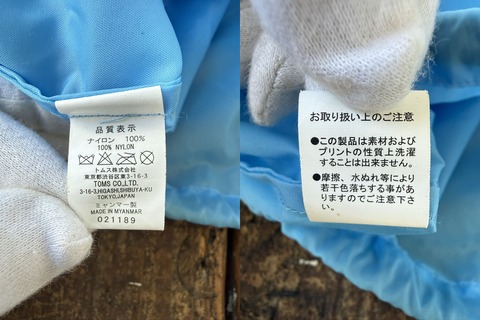 品質表示
ナイロン 100%
100% NYLON
トムス株式会社
東京都渋谷区東3-16-3
TOMS CO.,LTD.
3-16-3,HIGASHI,SHIBUYA-KU
TOKYO,JAPAN
ミャンマー製
MADE IN MYANMAR
021189
お取り扱い上のご注意
●この製品は素材および
プリントの性質上洗濯
することは出来ません。
●摩擦、水ぬれ等により
若干色落ちする事があ
りますのでご注意下さ
い。